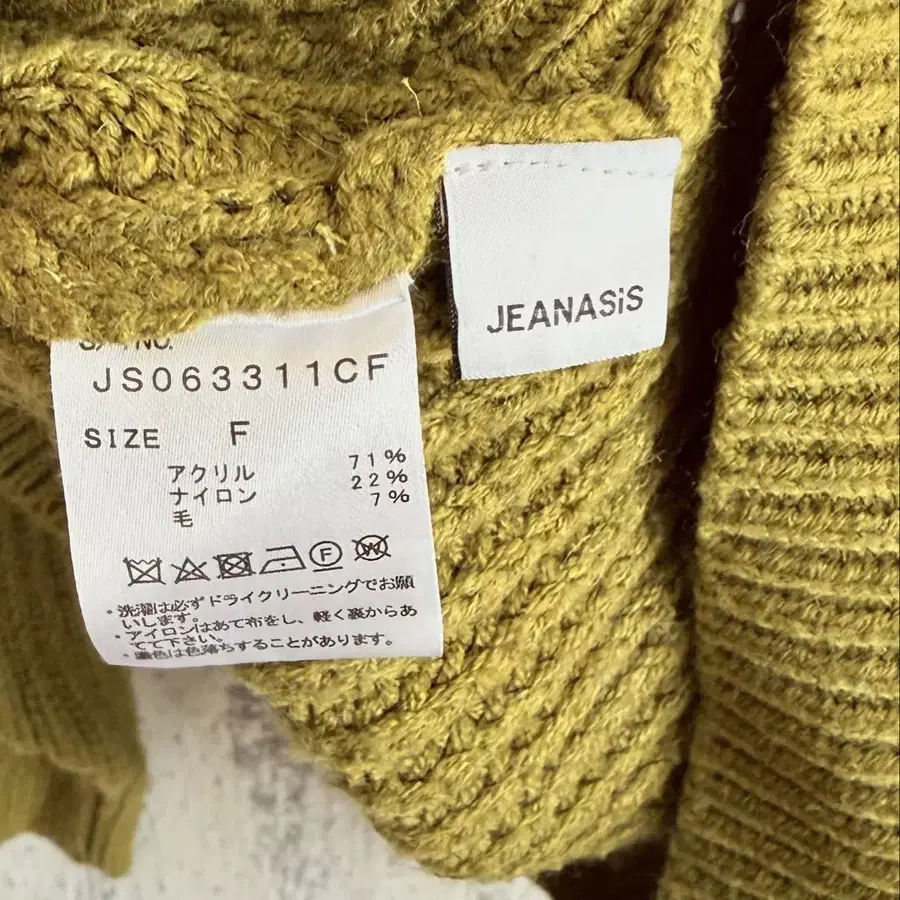 JEANASiS
JS063311CF
SIZE F
アクリル 71%
ナイロン 22%
毛 7%
F
W
・洗濯は必ずドライクリーニングでお願
いします。
・アイロンはあて布をし、軽く裏からあ
てて下さい。
・濃色は色落ちすることがあります。